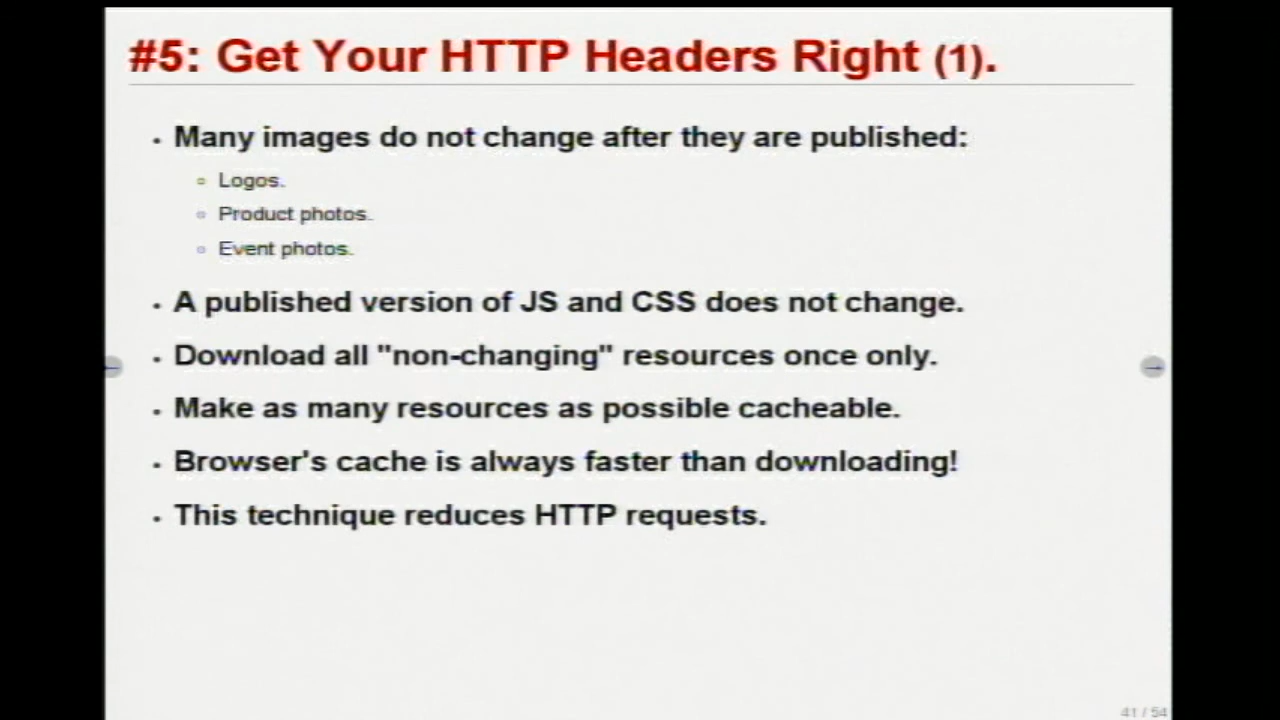 #5: Get Your HTTP Headers Right (1).
• Many images do not change after they are published:
Logos.
Product photos.
Event photos.
• A published version of JS and CSS does not change.
• Download all "non-changing" resources once only.
• Make as many resources as possible cacheable.
• Browser's cache is always faster than downloading!
• This technique reduces HTTP requests.
41 / 54